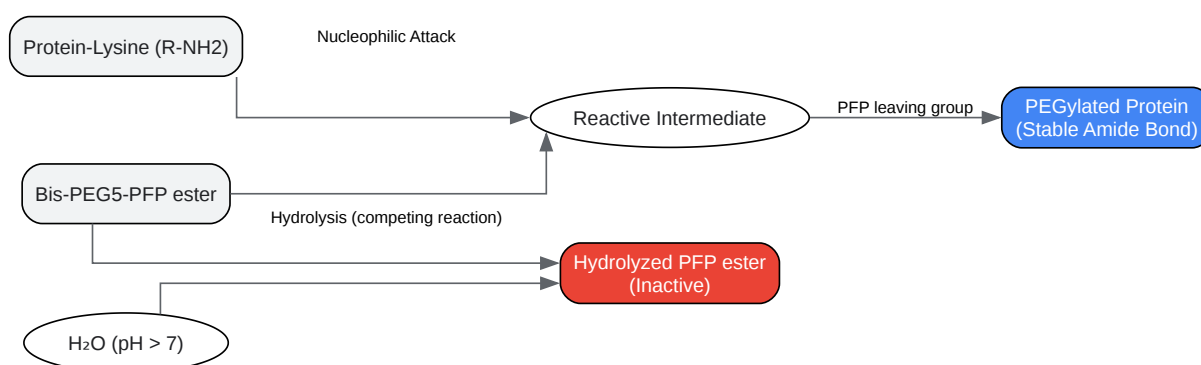 Protein-Lysine (R-NH2)
Nucleophilic Attack
Reactive Intermediate
PFP leaving group
PEGylated Protein
(Stable Amide Bond)
Bis-PEG5-PFP ester
Hydrolysis (competing reaction)
Hydrolyzed PFP ester
(Inactive)
H₂O (pH > 7)